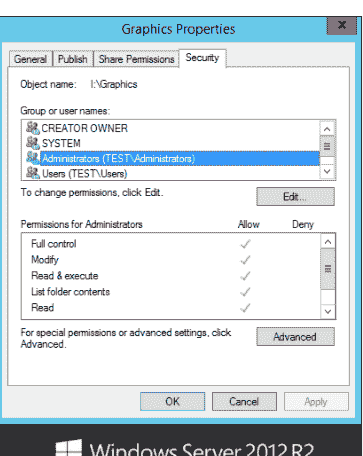 Graphics Properties
x
General Publish Share Permissions Security
Object name: I:\Graphics
Group or user names:
CREATOR OWNER
SYSTEM
Administrators (TEST\Administrators)
Users (TEST\Users)
To change permissions, click Edit.
Edit...
Permissions for Administrators Allow Deny
Full control
Modify
Read & execute
List folder contents
Read
For special permissions or advanced settings, click
Advanced.
Advanced
OK Cancel Apply
Windows Server 2012 R2